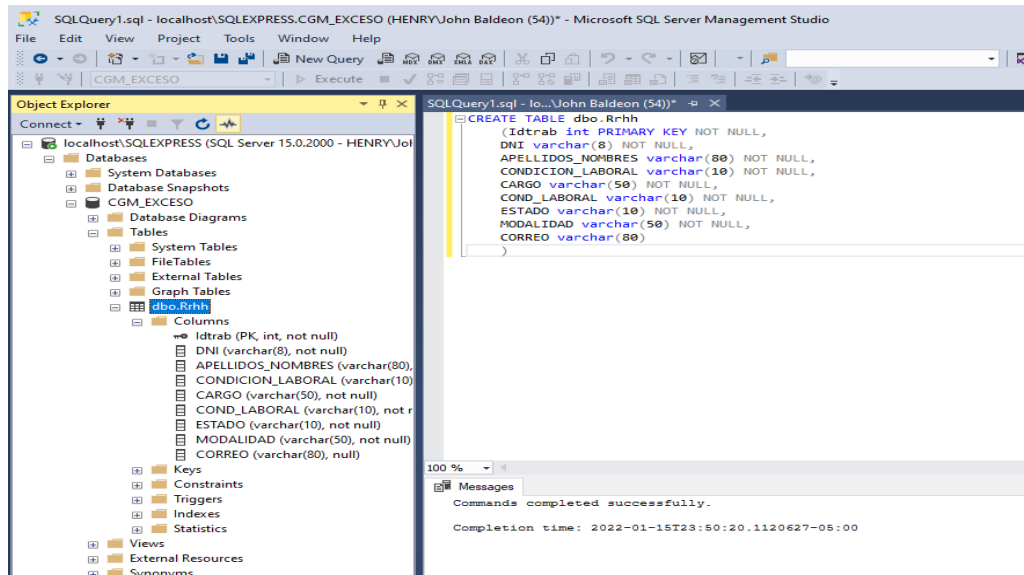 SQLQuery1.sql - localhost\SQLEXPRESS.CGM_EXCESO (HENRY\John Baldeon (54))* - Microsoft SQL Server Management Studio
File Edit View Project Tools Window Help
New Query MDX DMX XMLA DAX
CGM_EXCESO Execute
Object Explorer
Connect
localhost\SQLEXPRESS (SQL Server 15.0.2000 - HENRY\Jo
Databases
System Databases
Database Snapshots
CGM_EXCESO
Database Diagrams
Tables
System Tables
FileTables
External Tables
Graph Tables
dbo.Rrhh
Columns
Idtrab (PK, int, not null)
DNI (varchar(8), not null)
APELLIDOS_NOMBRES (varchar(80),
CONDICION_LABORAL (varchar(10)
CARGO (varchar(50), not null)
COND_LABORAL (varchar(10), not r
ESTADO (varchar(10), not null)
MODALIDAD (varchar(50), not null)
CORREO (varchar(80), null)
Keys
Constraints
Triggers
Indexes
Statistics
Views
External Resources
Synonyms
SQLQuery1.sql - lo...\John Baldeon (54))*
CREATE TABLE dbo.Rrhh
(Idtrab int PRIMARY KEY NOT NULL,
DNI varchar(8) NOT NULL,
APELLIDOS_NOMBRES varchar(80) NOT NULL,
CONDICION_LABORAL varchar(10) NOT NULL,
CARGO varchar(50) NOT NULL,
COND_LABORAL varchar(10) NOT NULL,
ESTADO varchar(10) NOT NULL,
MODALIDAD varchar(50) NOT NULL,
CORREO varchar(80)
)
100 %
Messages
Commands completed successfully.
Completion time: 2022-01-15T23:50:20.1120627-05:00